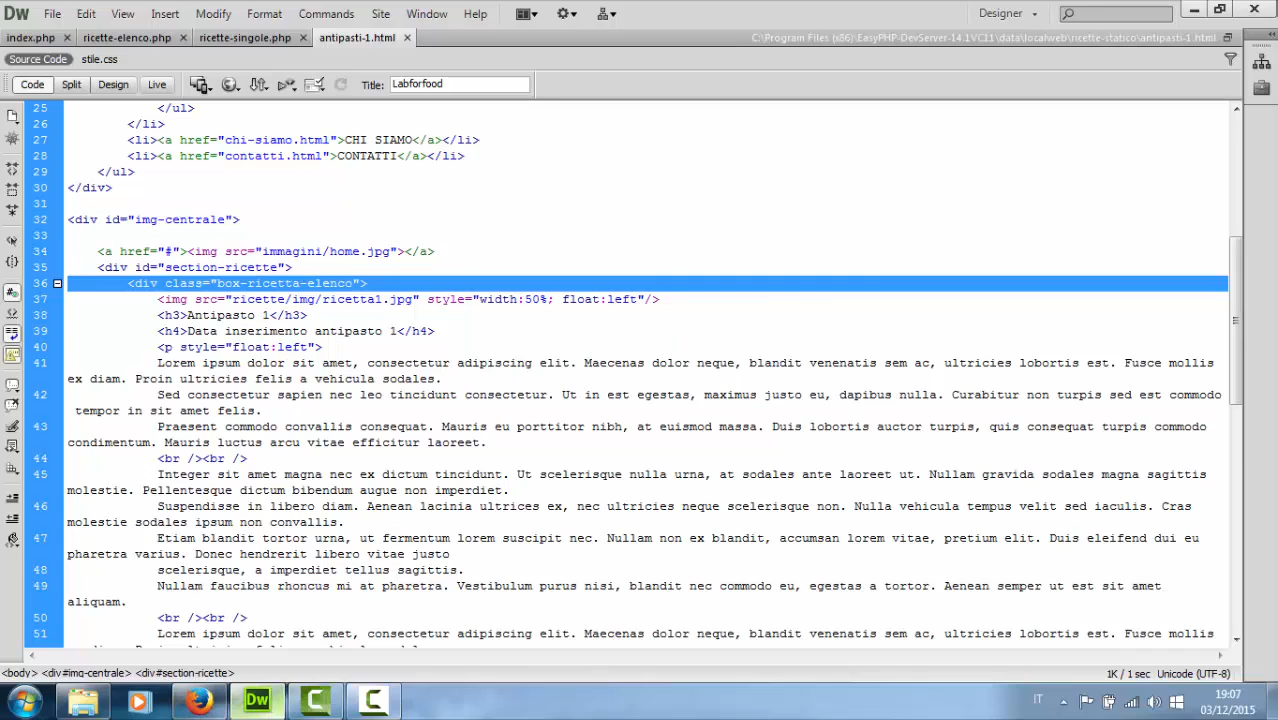 DW File Edit View Insert Modify Format Commands Site Window Help Designer
index.php ricette-elenco.php ricette-singole.php antipasti-1.html C:\Program Files (x86)\EasyPHP-DevServer-14.1VC11\data\localweb\ricette-statico\antipasti-1.html
Source Code stile.css
Code Split Design Live Title: Labforfood
25 </ul>
26 </li>
27 <li><a href="chi-siamo.html">CHI SIAMO</a></li>
28 <li><a href="contatti.html">CONTATTI</a></li>
29 </ul>
30 </div>
31
32 <div id="img-centrale">
33
34 <a href="#"><img src="immagini/home.jpg"></a>
35 <div id="section-ricette">
36 <div class="box-ricetta-elenco">
37 <img src="ricette/img/ricetta1.jpg" style="width:50%; float:left"/>
38 <h3>Antipasto 1</h3>
39 <h4>Data inserimento antipasto 1</h4>
40 <p style="float:left">
41 Lorem ipsum dolor sit amet, consectetur adipiscing elit. Maecenas dolor neque, blandit venenatis sem ac, ultricies lobortis est. Fusce mollis
ex diam. Proin ultricies felis a vehicula sodales.
42 Sed consectetur sapien nec leo tincidunt consectetur. Ut in est egestas, maximus justo eu, dapibus nulla. Curabitur non turpis sed est commodo
tempor in sit amet felis.
43 Praesent commodo convallis consequat. Mauris eu porttitor nibh, at euismod massa. Duis lobortis auctor turpis, quis consequat turpis commodo
condimentum. Mauris luctus arcu vitae efficitur laoreet.
44 <br /><br />
45 Integer sit amet magna nec ex dictum tincidunt. Ut scelerisque nulla urna, at sodales ante laoreet ut. Nullam gravida sodales magna sagittis
molestie. Pellentesque dictum bibendum augue non imperdiet.
46 Suspendisse in libero diam. Aenean lacinia ultrices ex, nec ultricies neque scelerisque non. Nulla vehicula tempus velit sed iaculis. Cras
molestie sodales ipsum non convallis.
47 Etiam blandit tortor urna, ut fermentum lorem suscipit nec. Nullam non ex blandit, accumsan lorem vitae, pretium elit. Duis eleifend dui eu
pharetra varius. Donec hendrerit libero vitae justo
48 scelerisque, a imperdiet tellus sagittis.
49 Nullam faucibus rhoncus mi at pharetra. Vestibulum purus nisi, blandit nec commodo eu, egestas a tortor. Aenean semper ut est sit amet
aliquam.
50 <br /><br />
51 Lorem ipsum dolor sit amet, consectetur adipiscing elit. Maecenas dolor neque, blandit venenatis sem ac, ultricies lobortis est. Fusce mollis
<body> <div#img-centrale> <div#section-ricette> 1K / 1 sec Unicode (UTF-8)
Dw IT 19:07
03/12/2015